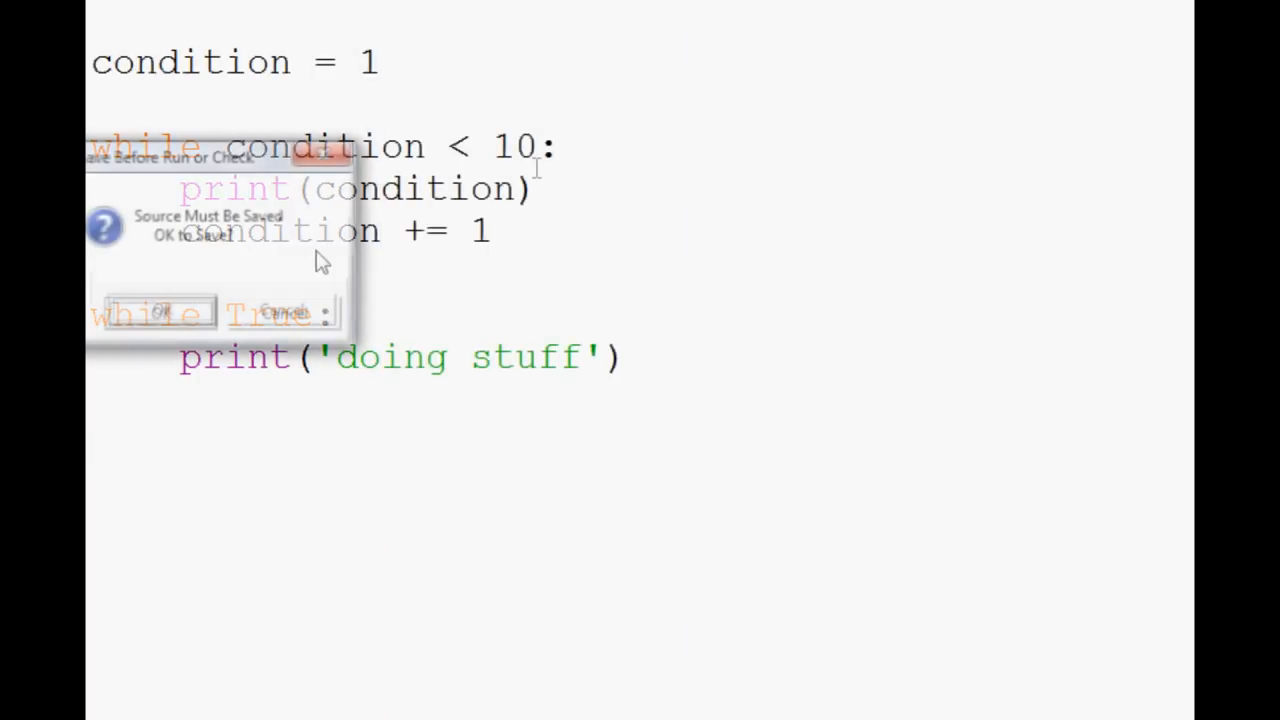 condition = 1
while condition < 10:
    print(condition)
    condition += 1
while True:
    print('doing stuff')
ave Before Run or Check
Source Must Be Saved
OK to Save?
OK
Cancel